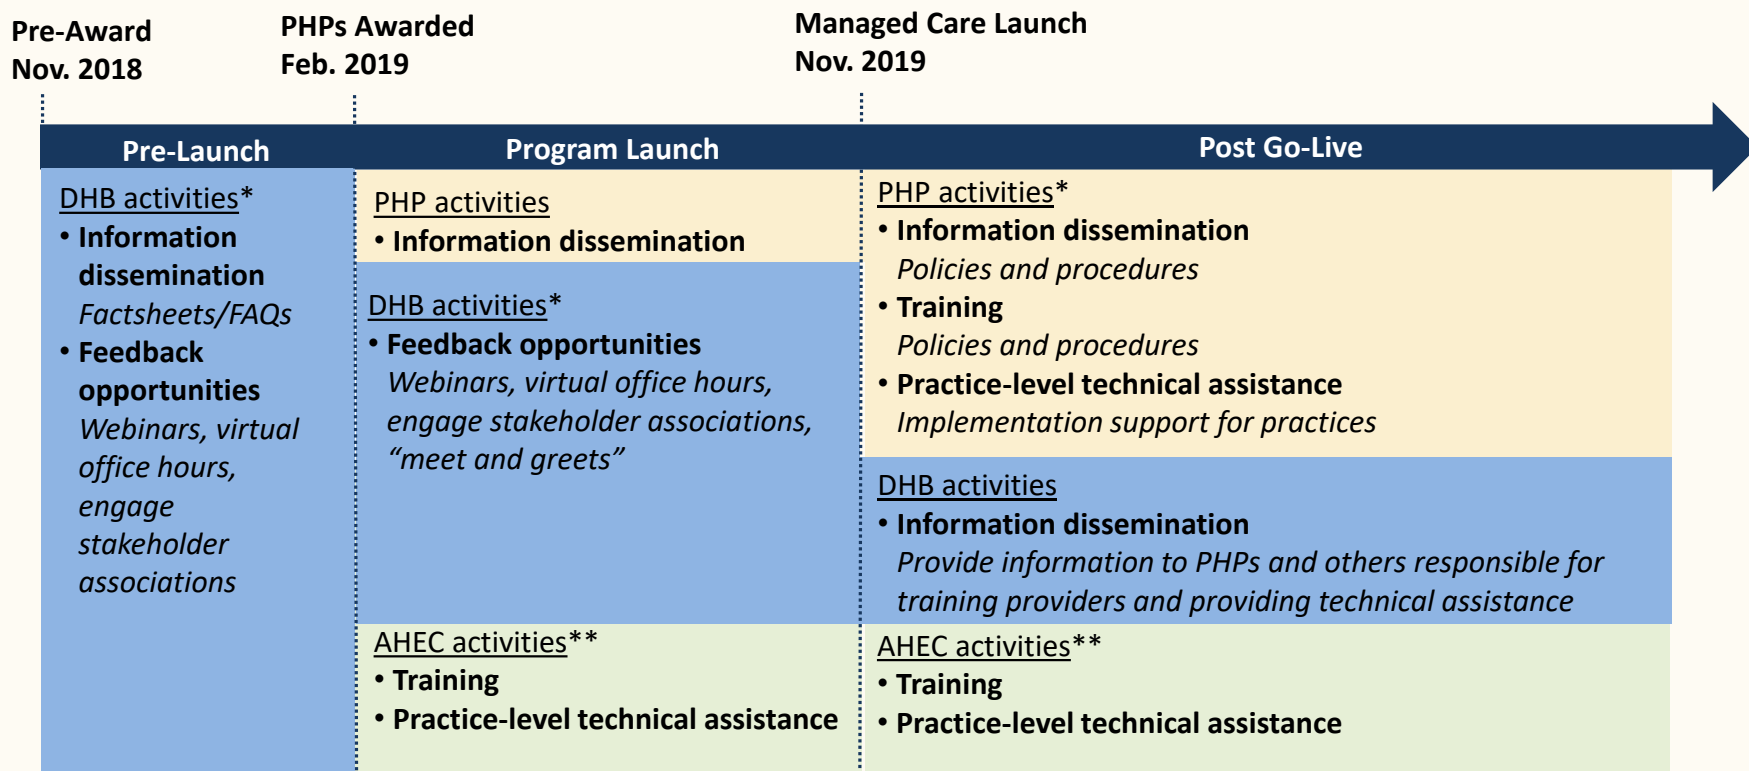 Pre-Award
Nov. 2018
PHPs Awarded
Feb. 2019
Managed Care Launch
Nov. 2019
Pre-Launch
Program Launch
Post Go-Live
DHB activities*
• Information
dissemination
Factsheets/FAQs
• Feedback
opportunities
Webinars, virtual
office hours,
engage
stakeholder
associations
PHP activities
• Information dissemination
DHB activities*
• Feedback opportunities
Webinars, virtual office hours,
engage stakeholder associations,
“meet and greets”
AHEC activities**
• Training
• Practice-level technical assistance
PHP activities*
• Information dissemination
Policies and procedures
• Training
Policies and procedures
• Practice-level technical assistance
Implementation support for practices
DHB activities
• Information dissemination
Provide information to PHPs and others responsible for
training providers and providing technical assistance
AHEC activities**
• Training
• Practice-level technical assistance